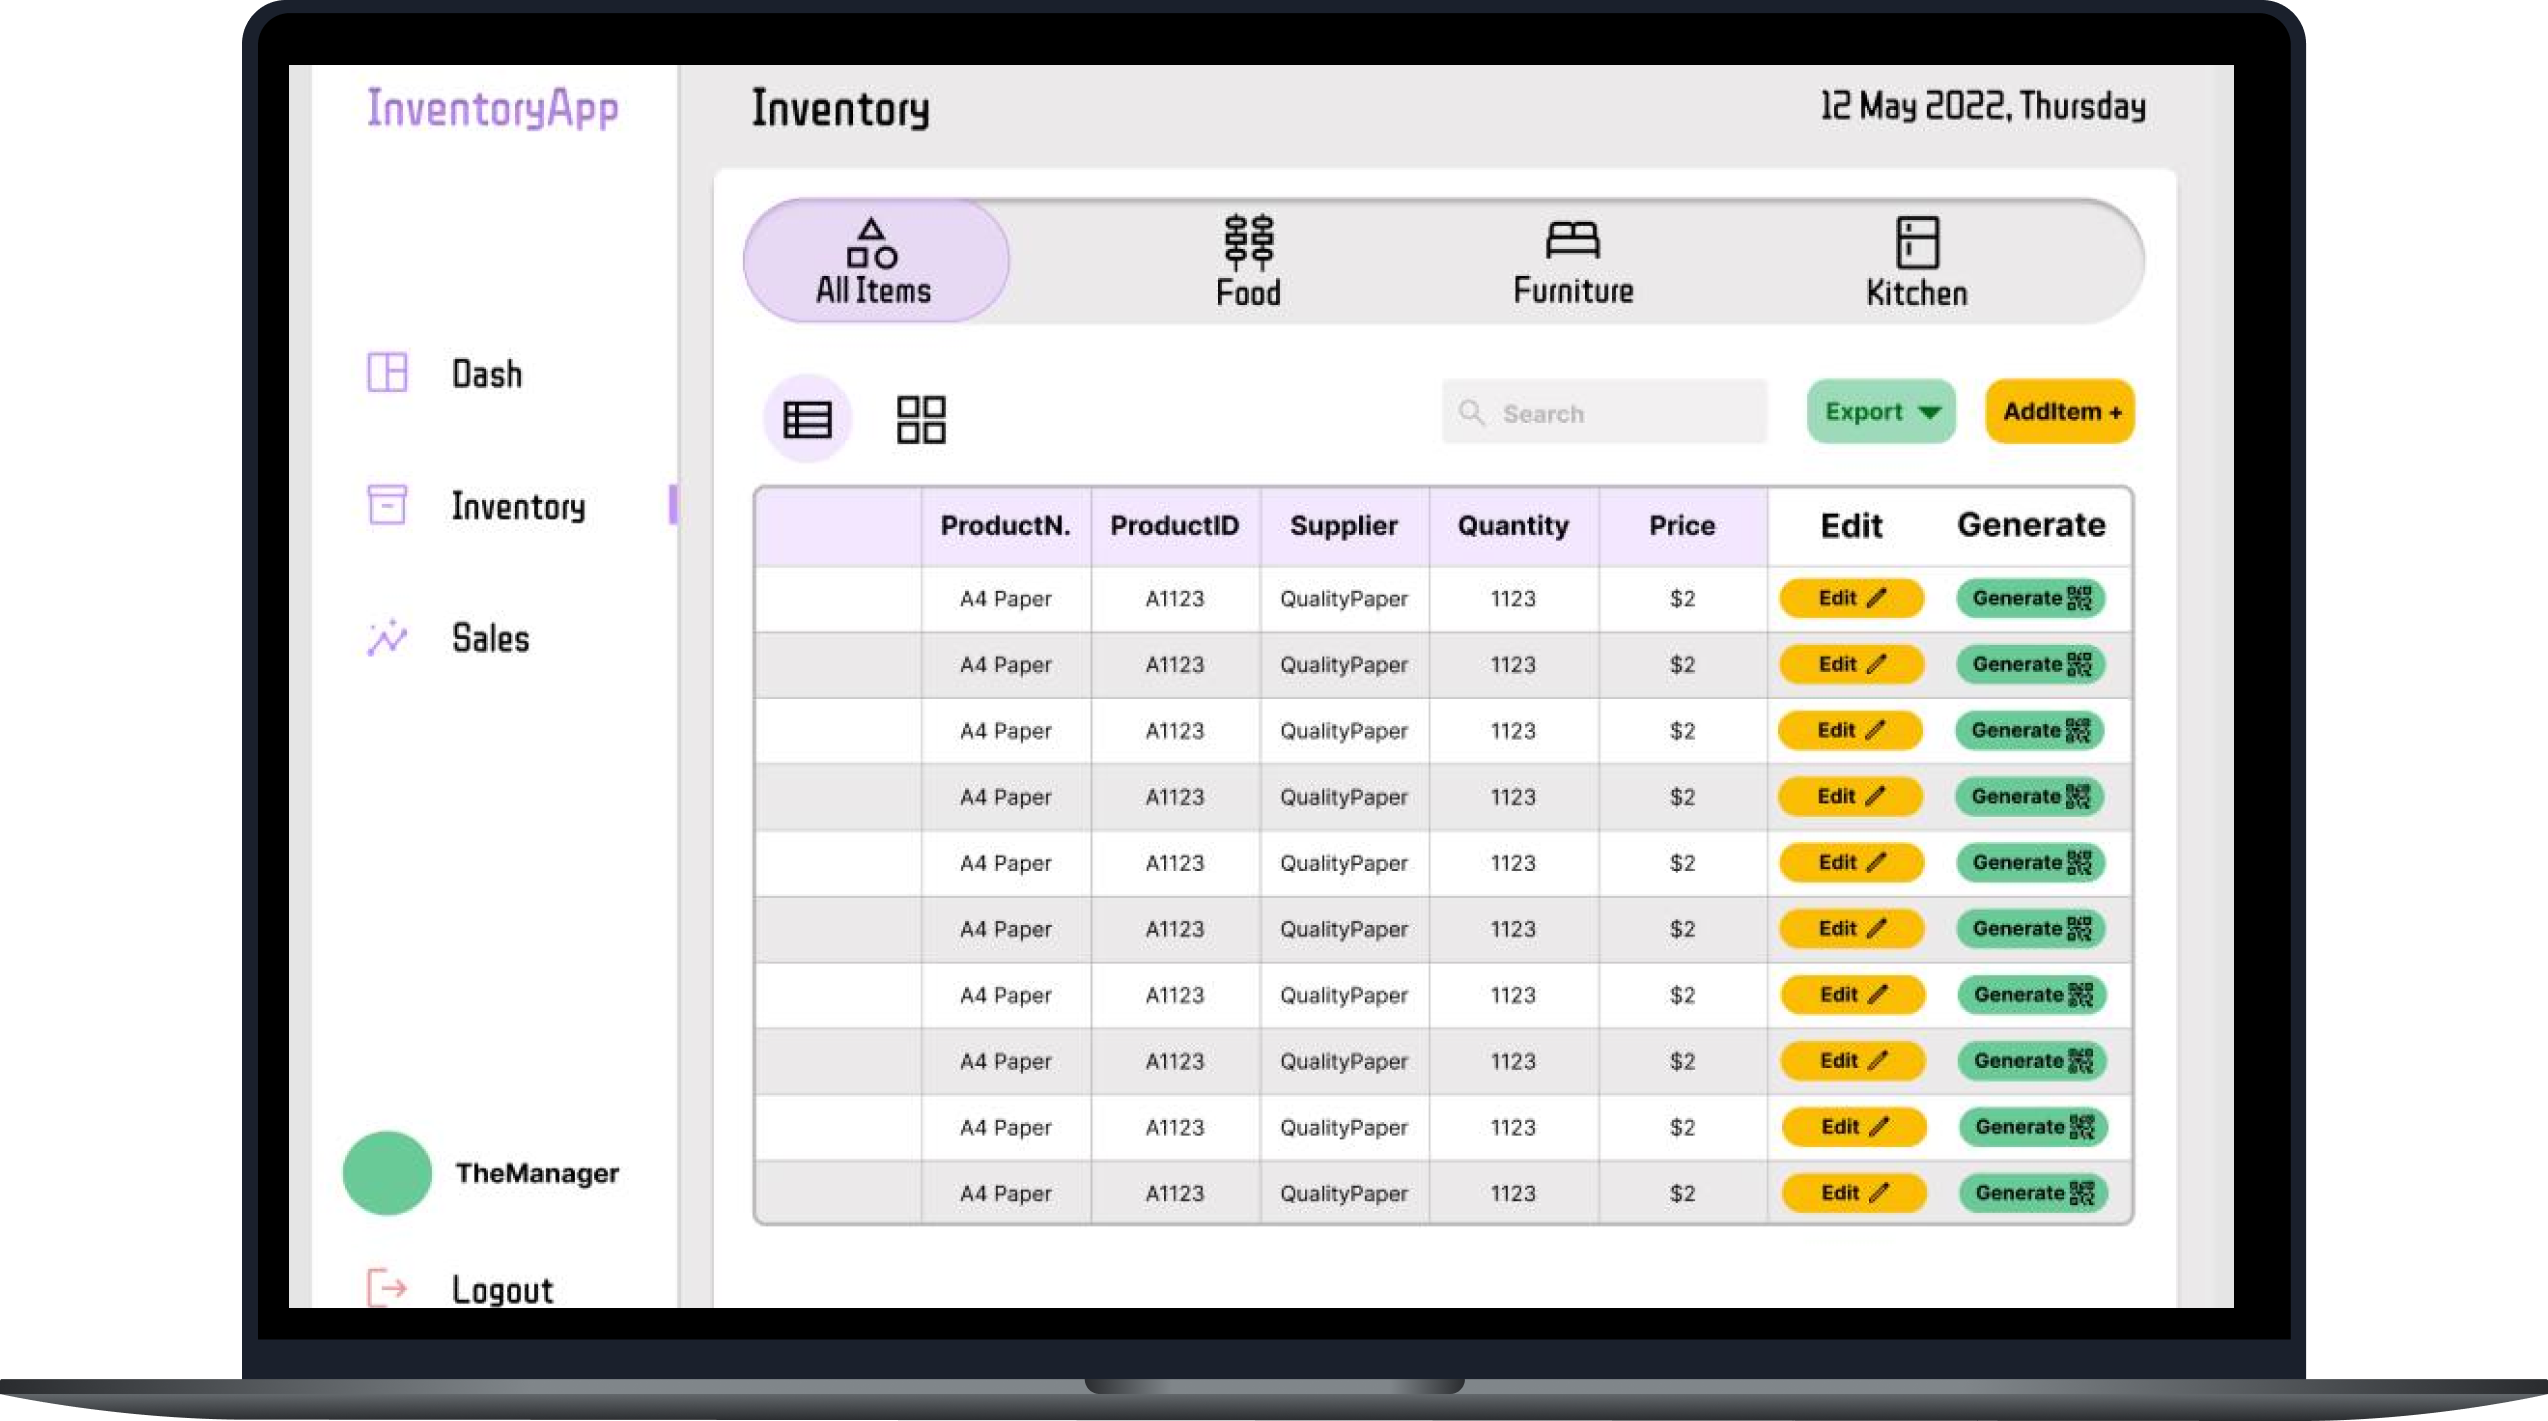 InventoryApp
Inventory
12 May 2022, Thursday
All Items
Food
Furniture
Kitchen
Dash
Inventory
Sales
TheManager
Logout
Search
Export
AddItem +
ProductN. ProductID Supplier Quantity Price Edit Generate
A4 Paper A1123 QualityPaper 1123 $2 Edit Generate
A4 Paper A1123 QualityPaper 1123 $2 Edit Generate
A4 Paper A1123 QualityPaper 1123 $2 Edit Generate
A4 Paper A1123 QualityPaper 1123 $2 Edit Generate
A4 Paper A1123 QualityPaper 1123 $2 Edit Generate
A4 Paper A1123 QualityPaper 1123 $2 Edit Generate
A4 Paper A1123 QualityPaper 1123 $2 Edit Generate
A4 Paper A1123 QualityPaper 1123 $2 Edit Generate
A4 Paper A1123 QualityPaper 1123 $2 Edit Generate
A4 Paper A1123 QualityPaper 1123 $2 Edit Generate